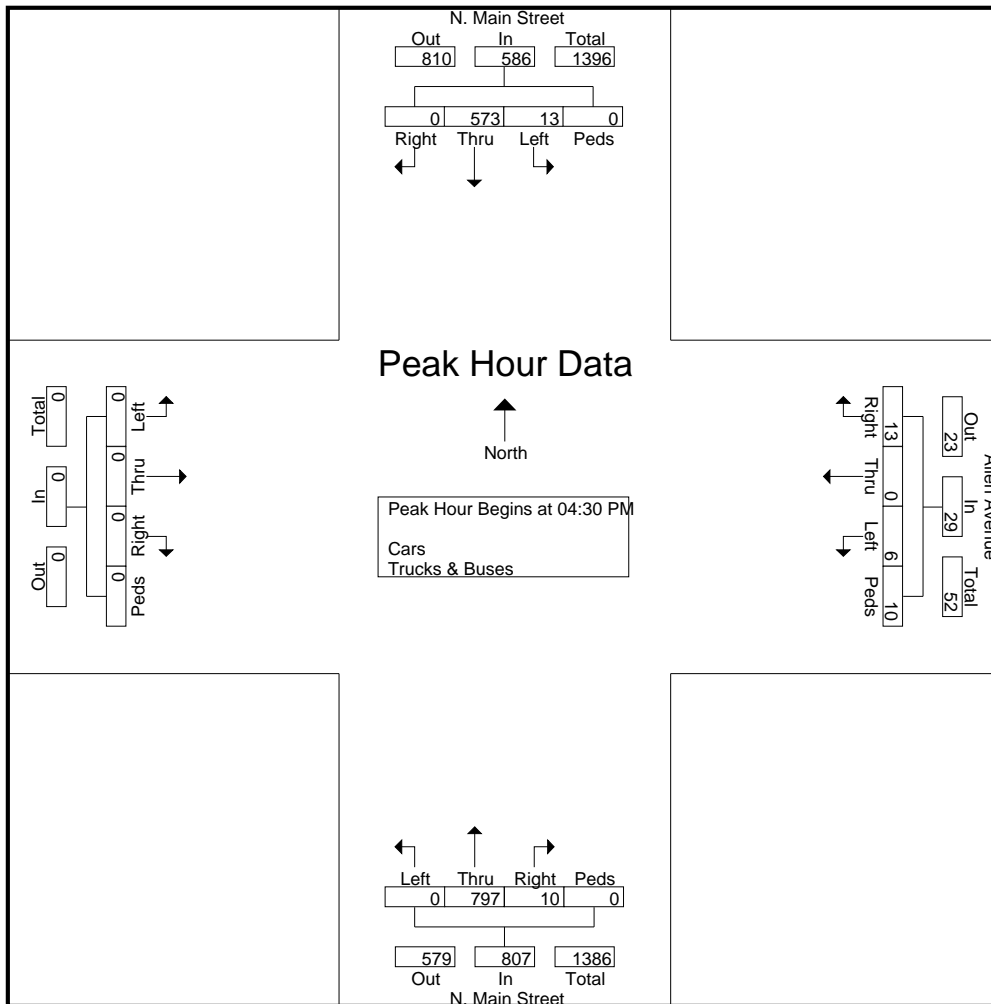 N. Main Street
Out In Total
810 586 1396
0 573 13 0
Right Thru Left Peds
Peak Hour Data
North
Peak Hour Begins at 04:30 PM
Cars
Trucks & Buses
Total In Out
0 0 0
0 0 0 0
Left Thru Right Peds
Allen Avenue
Out In Total
23 29 52
13 0 6 10
Right Thru Left Peds
Left Thru Right Peds
0 797 10 0
579 807 1386
Out In Total
N. Main Street